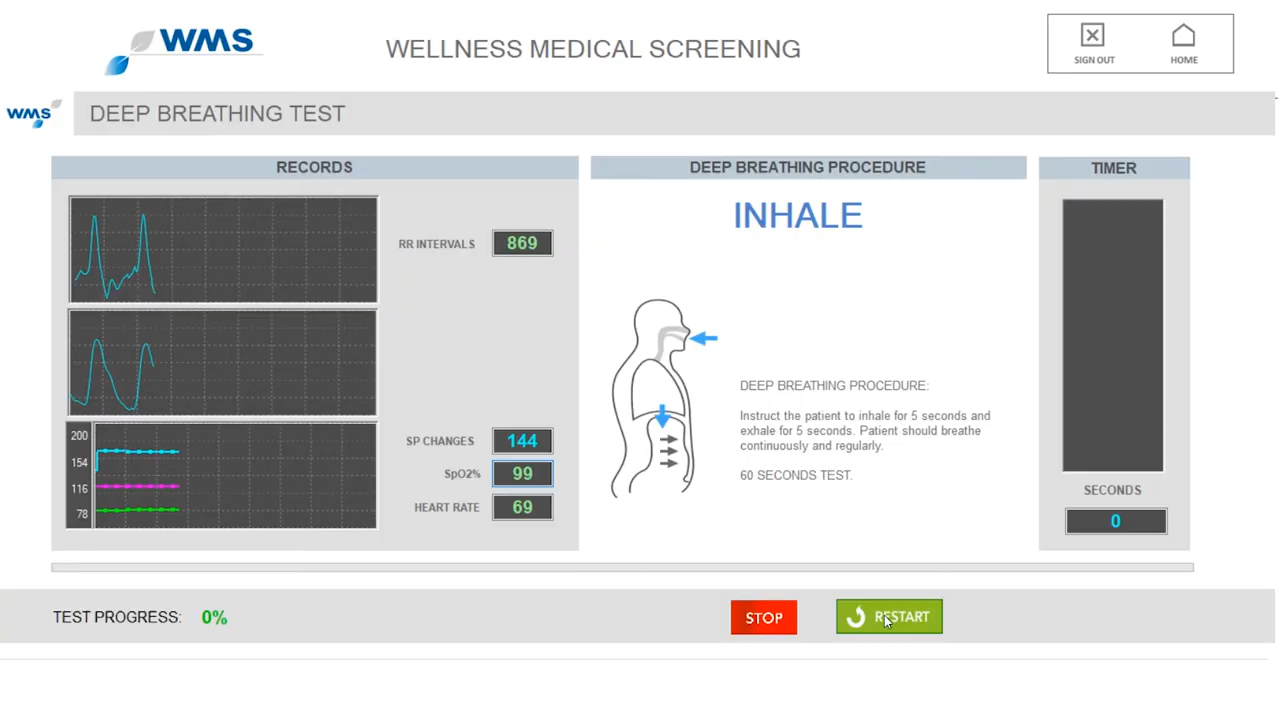 WMS
WELLNESS MEDICAL SCREENING
SIGN OUT
HOME
WMS
DEEP BREATHING TEST
RECORDS
RR INTERVALS
869
SP CHANGES
144
SpO2%
99
HEART RATE
69
200
154
116
78
DEEP BREATHING PROCEDURE
INHALE
DEEP BREATHING PROCEDURE:
Instruct the patient to inhale for 5 seconds and
exhale for 5 seconds. Patient should breathe
continuously and regularly.
60 SECONDS TEST.
TIMER
SECONDS
0
TEST PROGRESS: 0%
STOP
RESTART